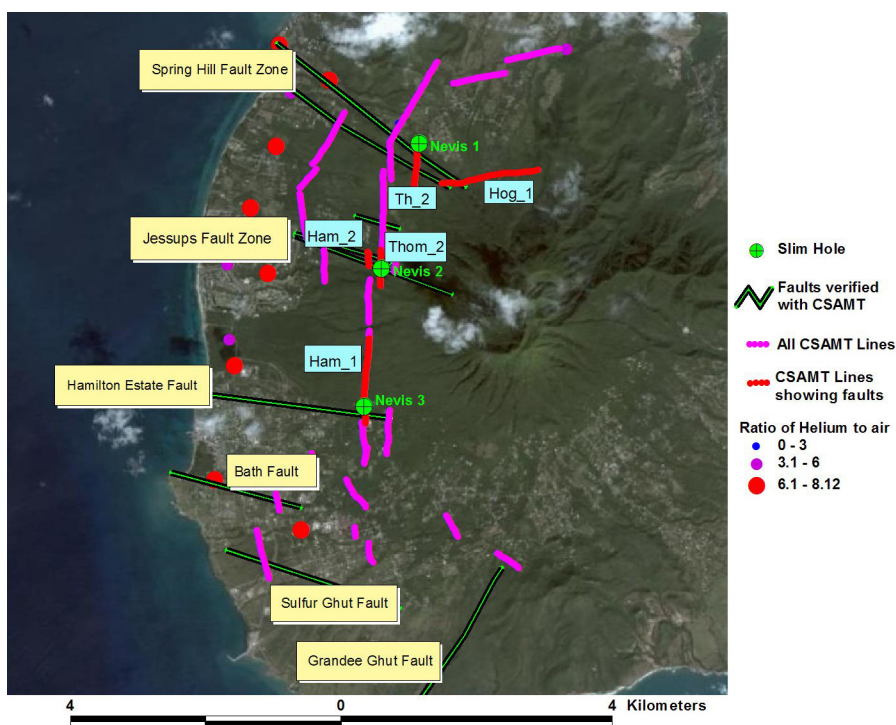 Spring Hill Fault Zone
Nevis 1
Th_2
Hog_1
Jessups Fault Zone
Ham_2
Thom_2
Nevis 2
Ham_1
Hamilton Estate Fault
Nevis 3
Bath Fault
Sulfur Ghut Fault
Grandee Ghut Fault
Slim Hole
Faults verified
with CSAMT
All CSAMT Lines
CSAMT Lines
showing faults
Ratio of Helium to air
0 - 3
3.1 - 6
6.1 - 8.12
4 0 4 Kilometers